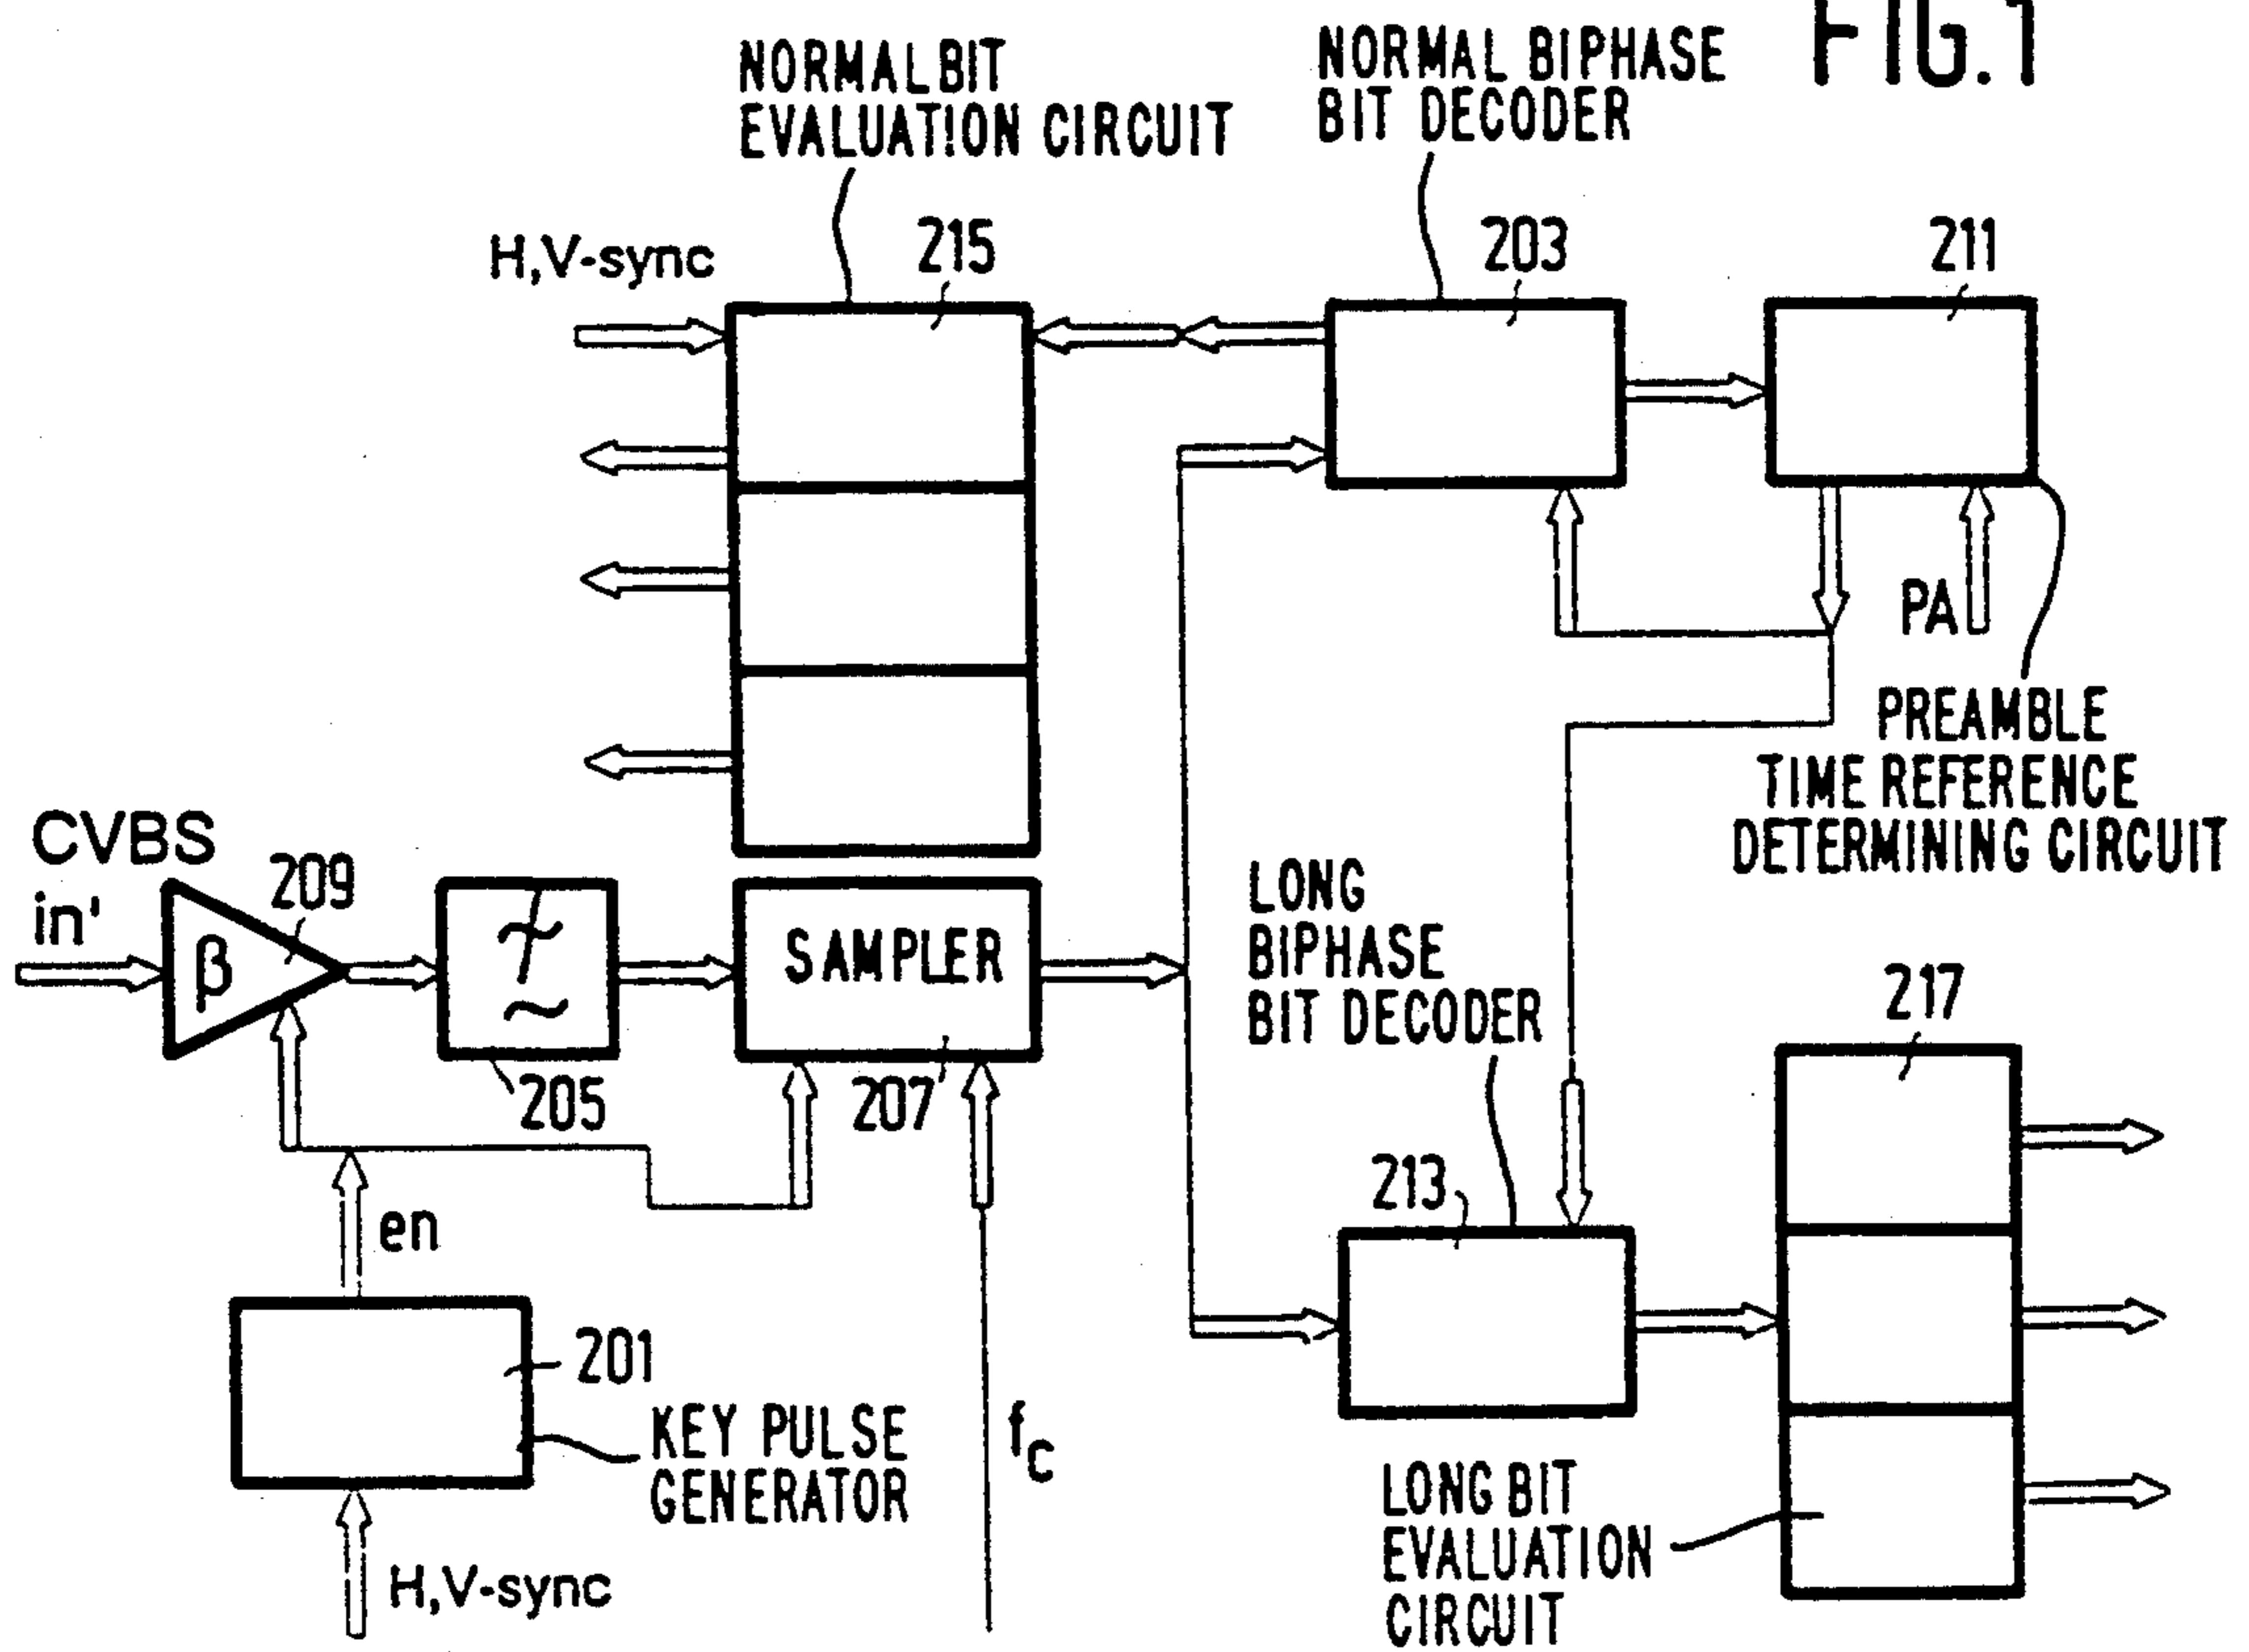 FIG.1
NORMAL BIT
EVALUATION CIRCUIT
NORMAL BIPHASE
BIT DECODER
H,V-sync
215
203
211
PA
PREAMBLE
TIME REFERENCE
DETERMINING CIRCUIT
CVBS
in'
209
β
205
SAMPLER
207
LONG
BIPHASE
BIT DECODER
217
213
en
201
KEY PULSE
GENERATOR
fC
H,V-sync
LONG BIT
EVALUATION
CIRCUIT